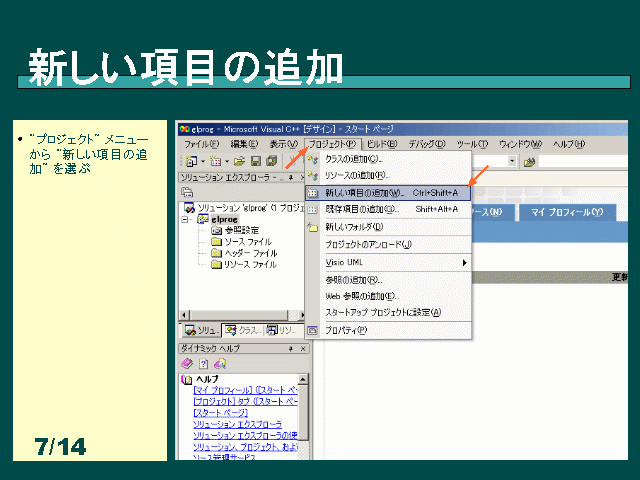 新しい項目の追加
• "プロジェクト" メニュー
から "新しい項目の追
加" を選ぶ
7/14
glprog - Microsoft Visual C++ [デザイン] - スタート ページ
ファイル(F) 編集(E) 表示(V) プロジェクト(P) ビルド(B) デバッグ(D) ツール(T) ウィンドウ(W) ヘルプ(H)
ソリューション エクスプローラ -
ソリューション 'glprog' (1 プロジ
glprog
参照設定
ソース ファイル
ヘッダー ファイル
リソース ファイル
クラスの追加(C)...
リソースの追加(R)...
新しい項目の追加(W)... Ctrl+Shift+A
既存項目の追加(G)... Shift+Alt+A
新しいフォルダ(D)
プロジェクトのアンロード(J)
Visio UML
参照の追加(R)...
Web 参照の追加(E)...
スタートアップ プロジェクトに設定(A)
プロパティ(P)
ース(N) マイ プロフィール(Y)
更新
ソリュ... クラス... リソ...
ダイナミック ヘルプ
ヘルプ
[マイ プロフィール] ([スタート ペー
[プロジェクト] タブ ([スタート ペー
[スタート ページ]
ソリューション エクスプローラ
ソリューション エクスプローラの使
ソリューション、プロジェクト、およ
ソース管理サービス